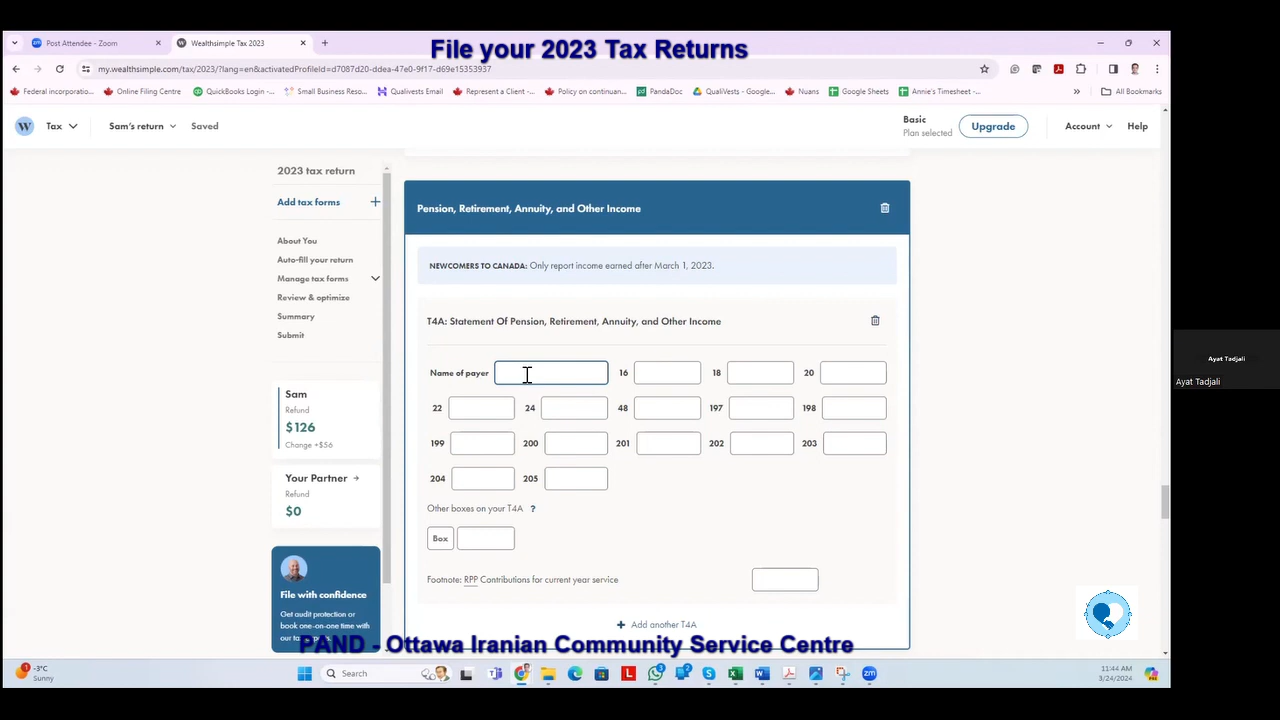 File your 2023 Tax Returns
Post Attendee - Zoom
Wealthsimple Tax 2023
my.wealthsimple.com/tax/2023/?lang=en&activatedProfileId=d7087d20-ddea-47e0-9f17-d69e15353937
Federal incorporatio... Online Filing Centre QuickBooks Login -... Small Business Reso... Qualivests Email Represent a Client -... Policy on continuan... PandaDoc QualiVests - Google... Nuans Google Sheets Annie's Timesheet -... All Bookmarks
W Tax Sam's return Saved
Basic
Plan selected
Upgrade Account Help
2023 tax return
Add tax forms +
About You
Auto-fill your return
Manage tax forms
Review & optimize
Summary
Submit
Sam
Refund
$126
Change +$56
Your Partner →
Refund
$0
File with confidence
Get audit protection or
book one-on-one time with
our
Pension, Retirement, Annuity, and Other Income
NEWCOMERS TO CANADA: Only report income earned after March 1, 2023.
T4A: Statement Of Pension, Retirement, Annuity, and Other Income
Name of payer 16 18 20
22 24 48 197 198
199 200 201 202 203
204 205
Other boxes on your T4A ?
Box
Footnote: RPP Contributions for current year service
+ Add another T4A
PAND - Ottawa Iranian Community Service Centre
Ayat Tadjali
Ayat Tadjali
-3°C
Sunny
Search
11:44 AM
3/24/2024